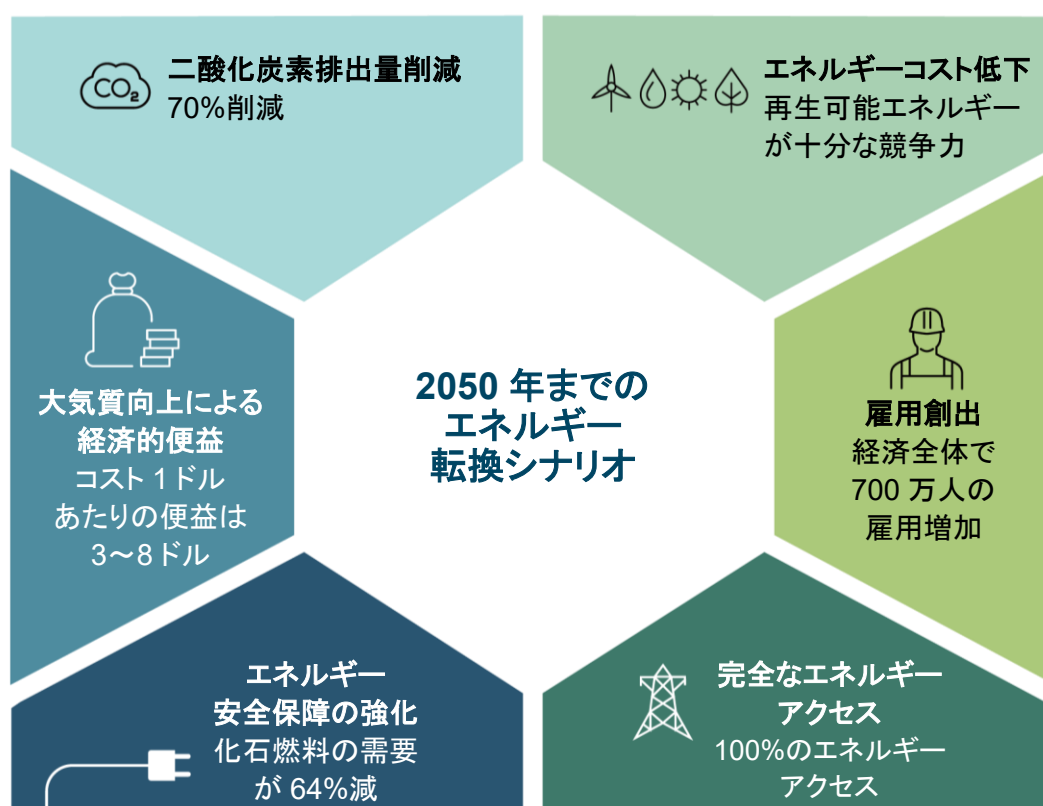 CO₂
二酸化炭素排出量削減
70%削減
エネルギーコスト低下
再生可能エネルギー
が十分な競争力
大気質向上による
経済的便益
コスト 1 ドル
あたりの便益は
3～8ドル
2050 年までの
エネルギー
転換シナリオ
雇用創出
経済全体で
700 万人の
雇用増加
エネルギー
安全保障の強化
化石燃料の需要
が 64%減
完全なエネルギー
アクセス
100%のエネルギー
アクセス